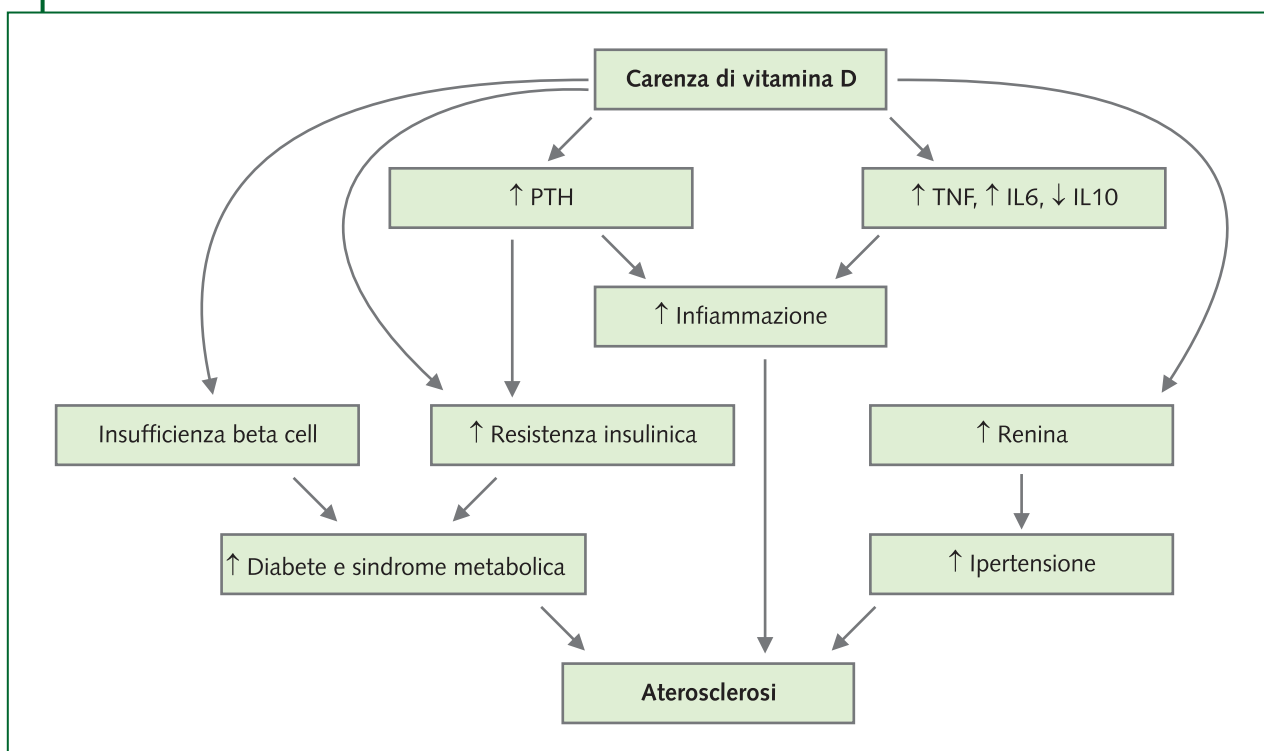 Carenza di vitamina D
↑ PTH
↑ TNF, ↑ IL6, ↓ IL10
↑ Infiammazione
Insufficienza beta cell
↑ Resistenza insulinica
↑ Renina
↑ Diabete e sindrome metabolica
↑ Ipertensione
Aterosclerosi